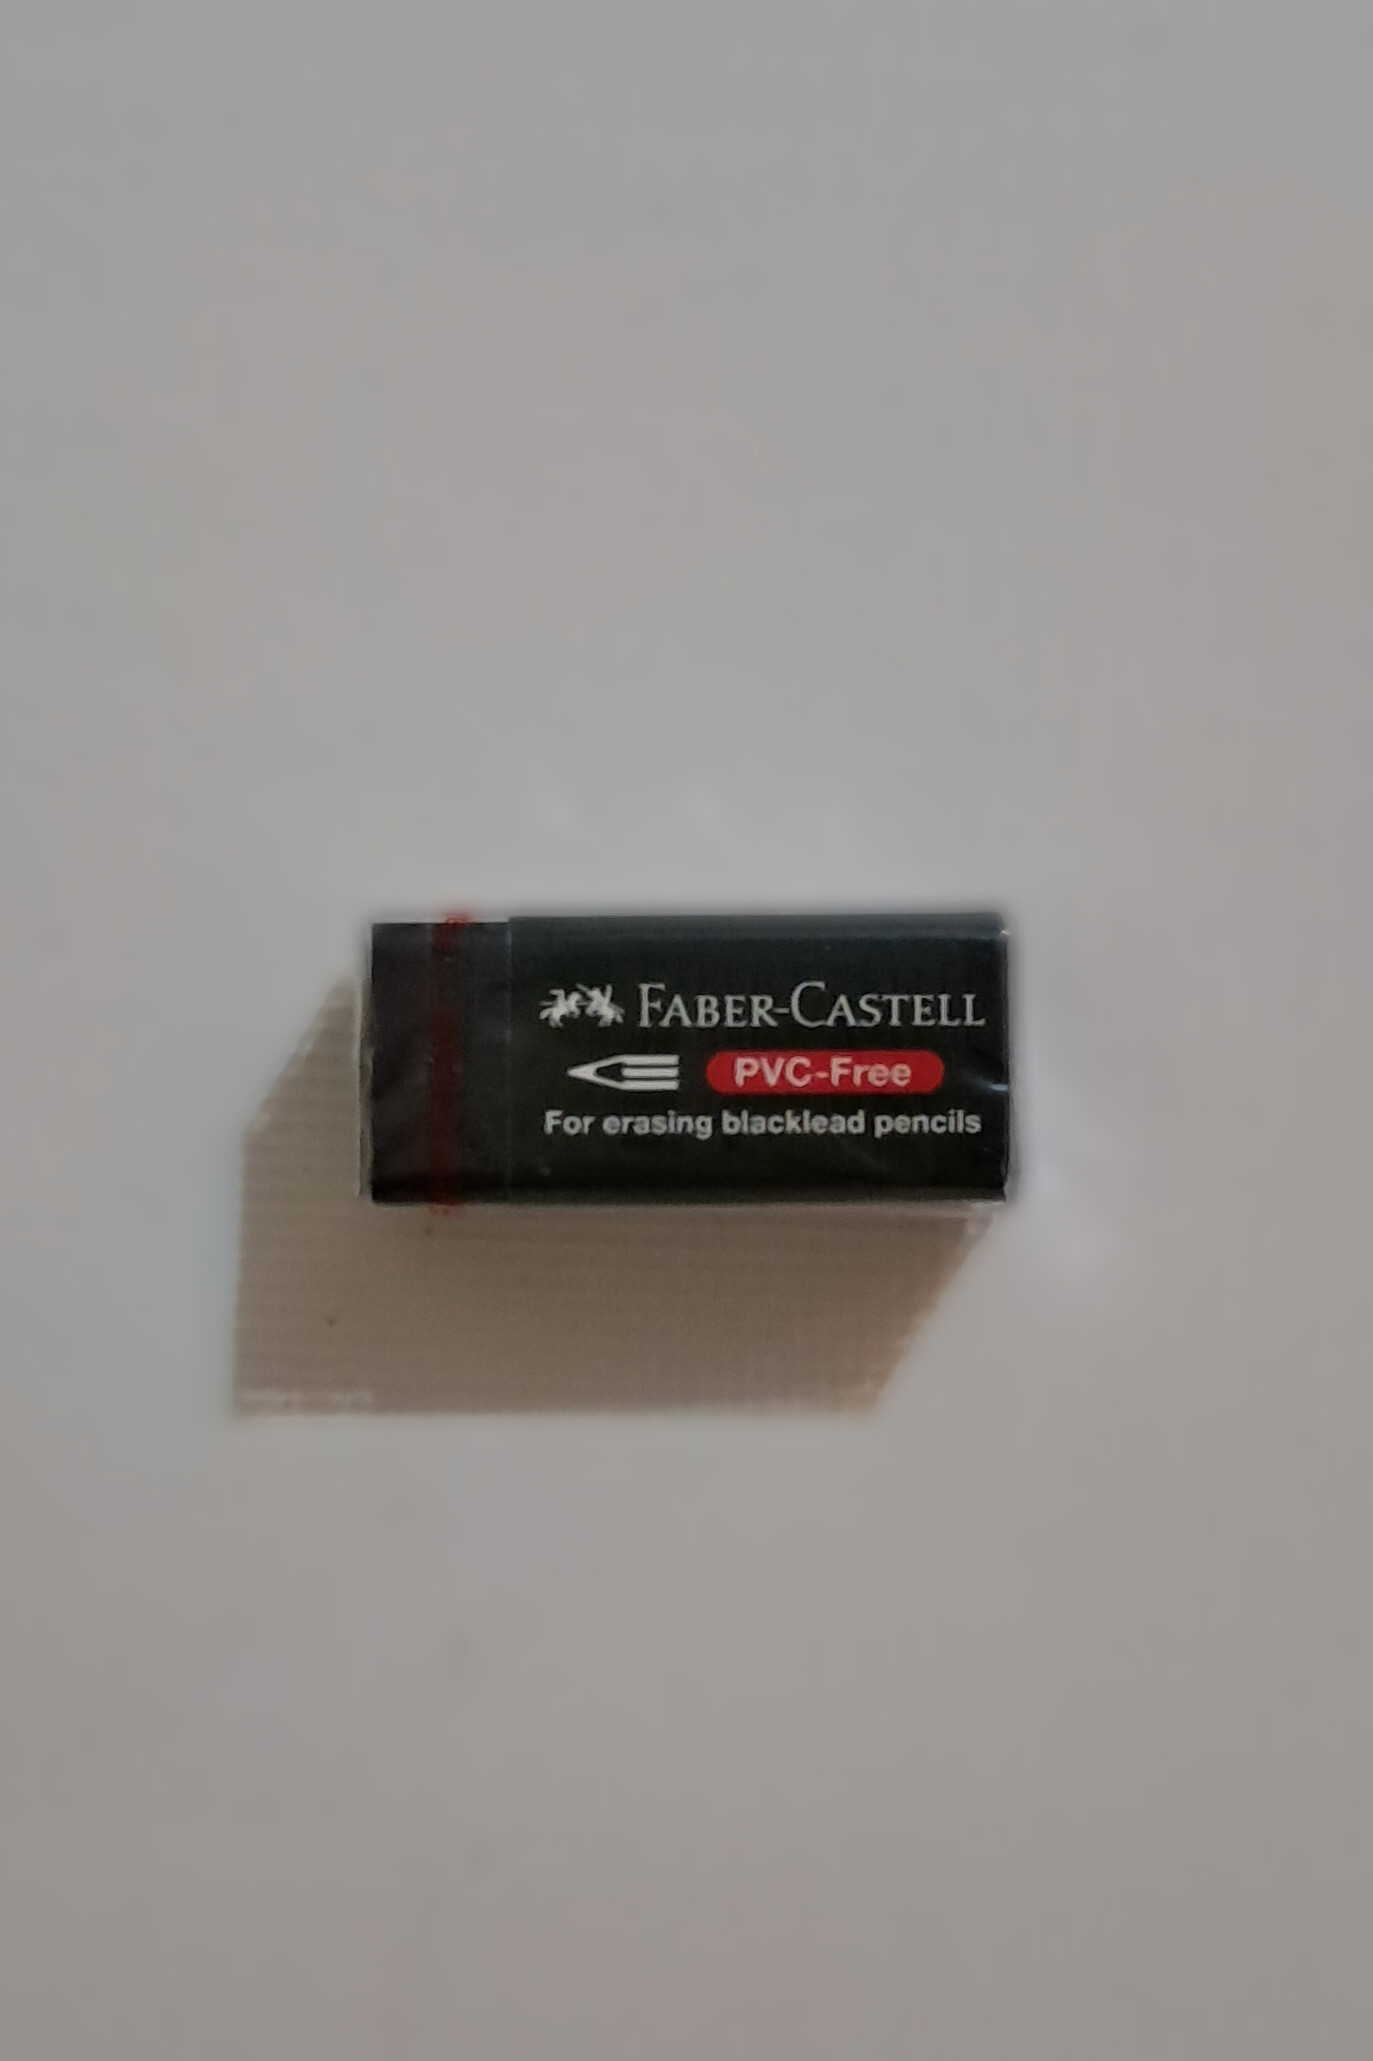 FABER-CASTELL
PVC-Free
For erasing blacklead pencils